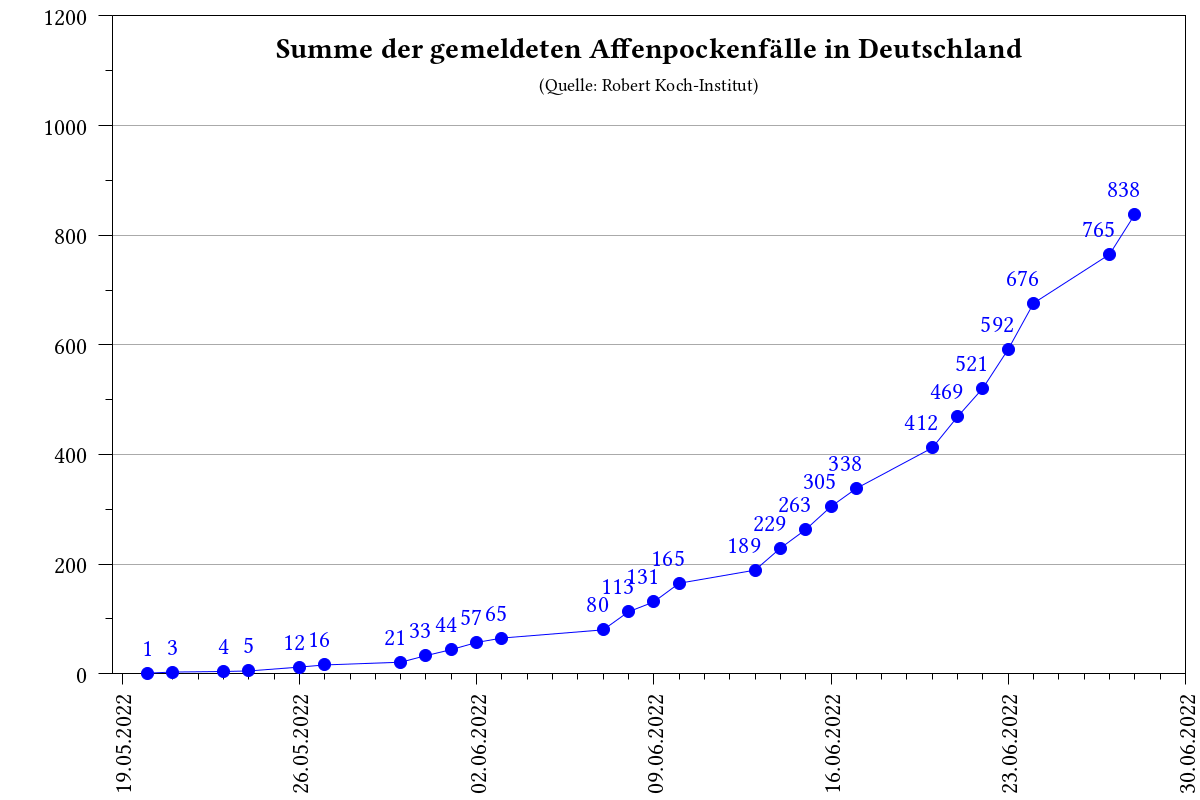 Summe der gemeldeten Affenpockenfälle in Deutschland
(Quelle: Robert Koch-Institut)
1200
1000
800
600
400
200
0
1 3 4 5 12 16 21 33 44 57 65 80 113 131 165 189 229 263 305 338 412 469 521 592 676 765 838
19.05.2022 26.05.2022 02.06.2022 09.06.2022 16.06.2022 23.06.2022 30.06.2022